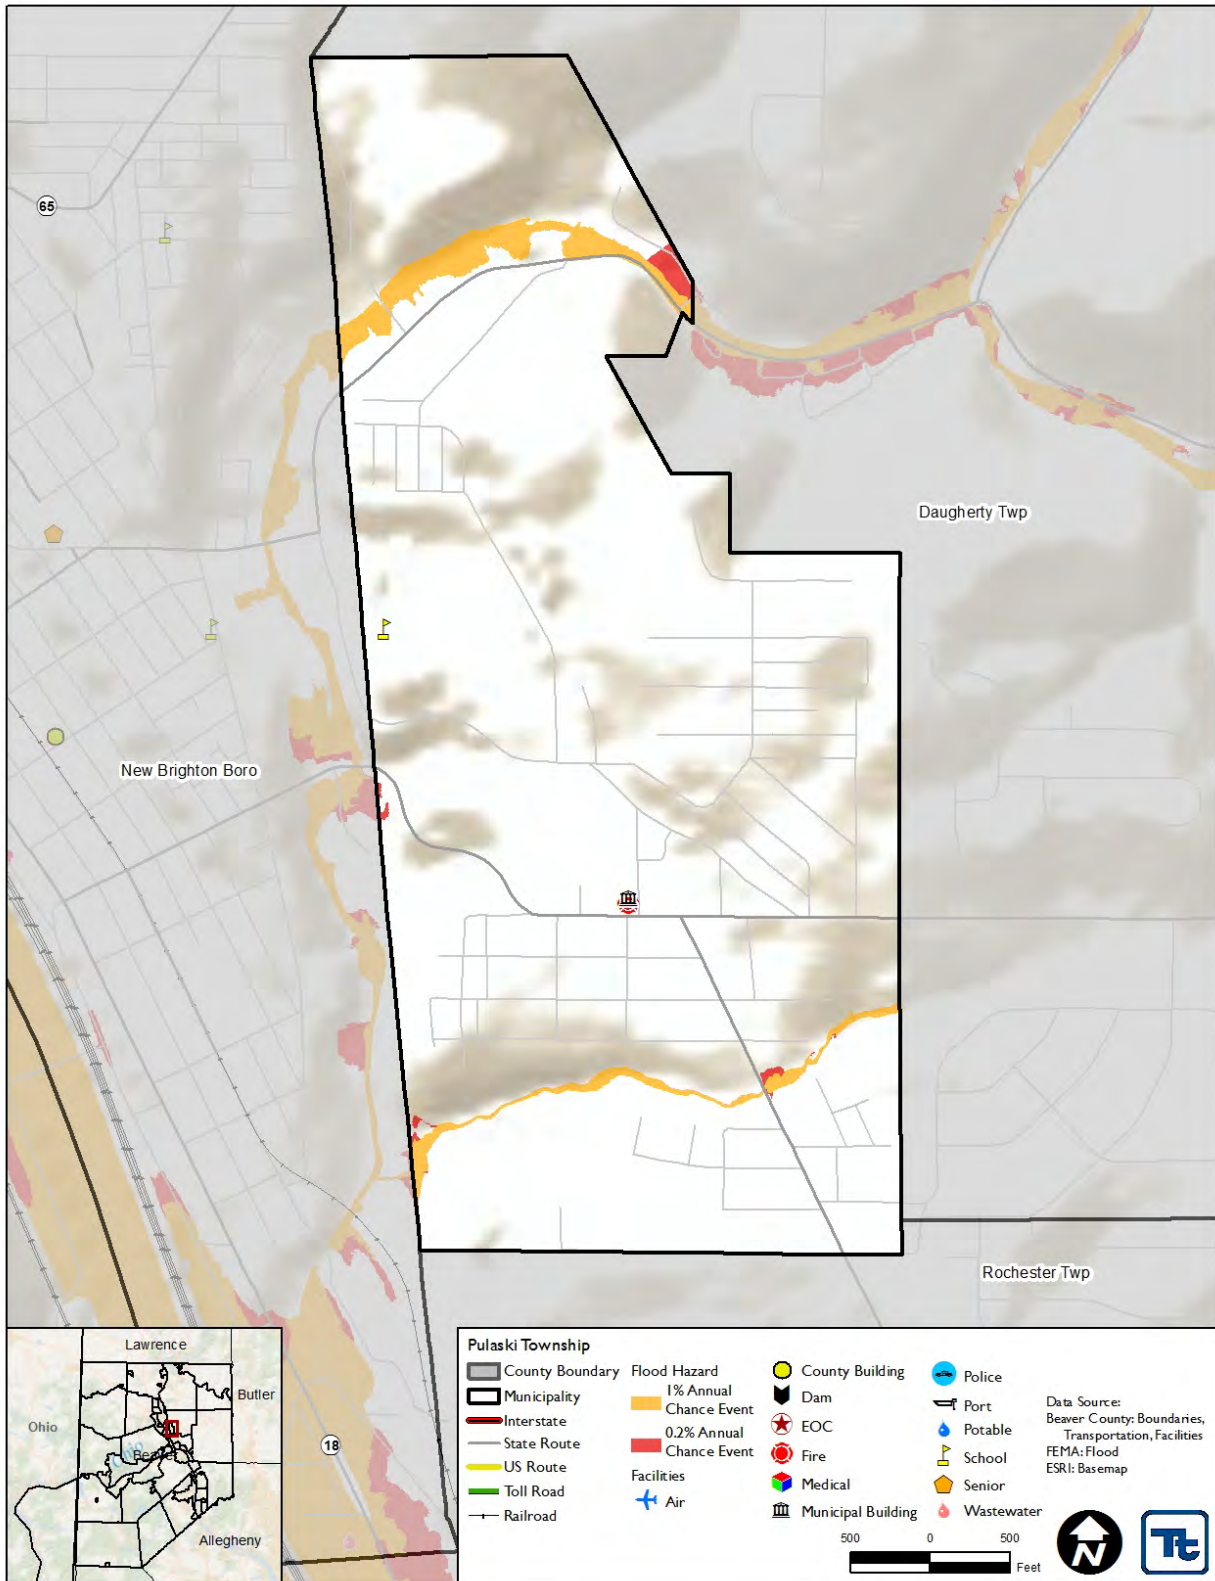 65
Daugherty Twp
New Brighton Boro
Rochester Twp
18
Lawrence
Butler
Ohio
Ohio
Beaver
Allegheny
Pulaski Township
County Boundary
Municipality
Interstate
State Route
US Route
Toll Road
Railroad
Flood Hazard
1% Annual
Chance Event
0.2% Annual
Chance Event
Facilities
Air
County Building
Dam
EOC
Fire
Medical
Municipal Building
Police
Port
Potable
School
Senior
Wastewater
Data Source:
Beaver County: Boundaries,
Transportation, Facilities
FEMA: Flood
ESRI: Basemap
500 0 500
Feet
N
Tt